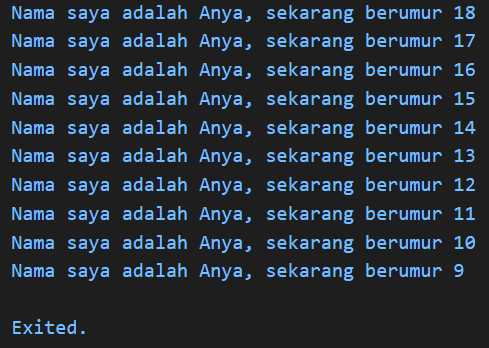 Nama saya adalah Anya, sekarang berumur 18
Nama saya adalah Anya, sekarang berumur 17
Nama saya adalah Anya, sekarang berumur 16
Nama saya adalah Anya, sekarang berumur 15
Nama saya adalah Anya, sekarang berumur 14
Nama saya adalah Anya, sekarang berumur 13
Nama saya adalah Anya, sekarang berumur 12
Nama saya adalah Anya, sekarang berumur 11
Nama saya adalah Anya, sekarang berumur 10
Nama saya adalah Anya, sekarang berumur 9
Exited.